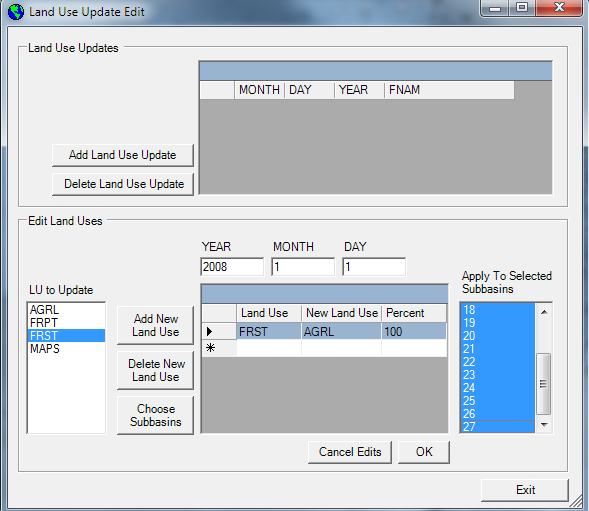 Land Use Update Edit
Land Use Updates
MONTH DAY YEAR FNAM
Add Land Use Update
Delete Land Use Update
Edit Land Uses
YEAR MONTH DAY
2008 1 1
LU to Update
AGRL
FRPT
FRST
MAPS
Add New
Land Use
Delete New
Land Use
Choose
Subbasins
Land Use New Land Use Percent
FRST AGRL 100
Apply To Selected
Subbasins
18
19
20
21
22
23
24
25
26
27
Cancel Edits OK
Exit